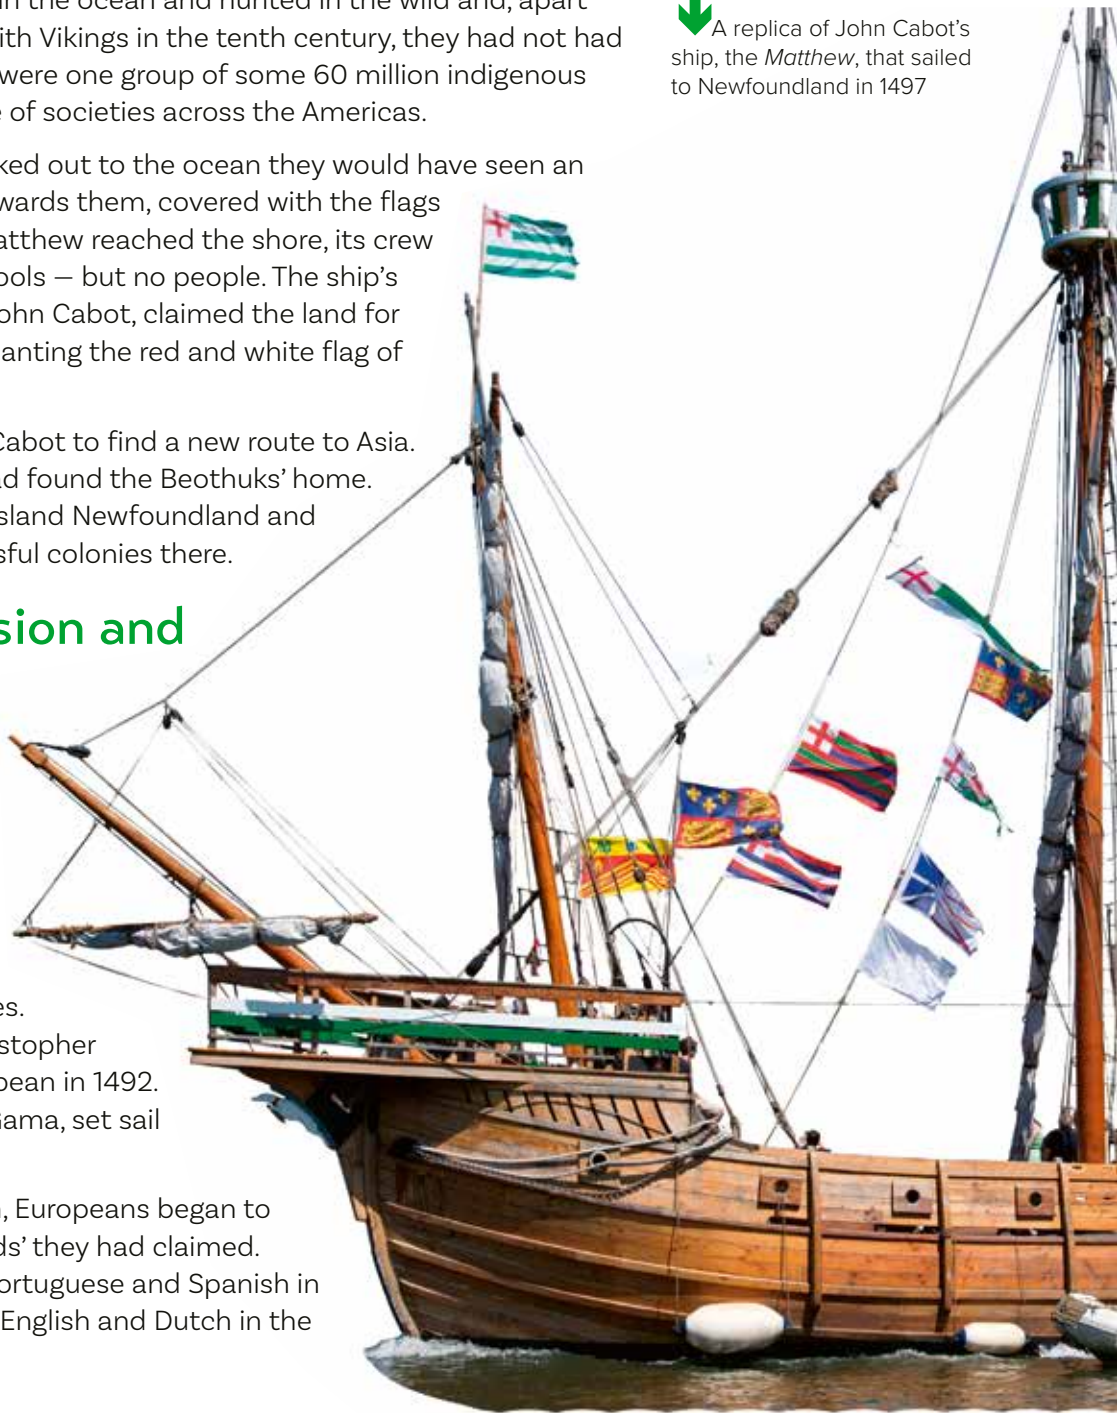 in the ocean and hunted in the wild and, apart
ith Vikings in the tenth century, they had not had
were one group of some 60 million indigenous
e of societies across the Americas.
ked out to the ocean they would have seen an
wards them, covered with the flags
atthew reached the shore, its crew
ools — but no people. The ship’s
ohn Cabot, claimed the land for
anting the red and white flag of
Cabot to find a new route to Asia.
ad found the Beothuks’ home.
sland Newfoundland and
sful colonies there.
sion and
es.
stopher
bean in 1492.
Gama, set sail
, Europeans began to
ds’ they had claimed.
ortuguese and Spanish in
English and Dutch in the
A replica of John Cabot’s
ship, the Matthew, that sailed
to Newfoundland in 1497